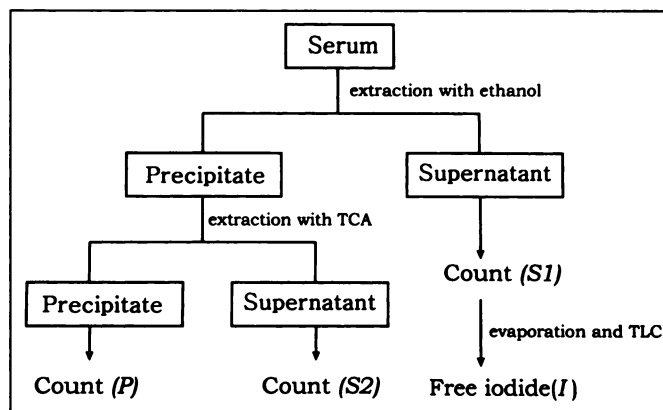 Serum
extraction with ethanol
Precipitate
Supernatant
extraction with TCA
Precipitate
Supernatant
Count (S1)
evaporation and TLC
Count (P)
Count (S2)
Free iodide(I)